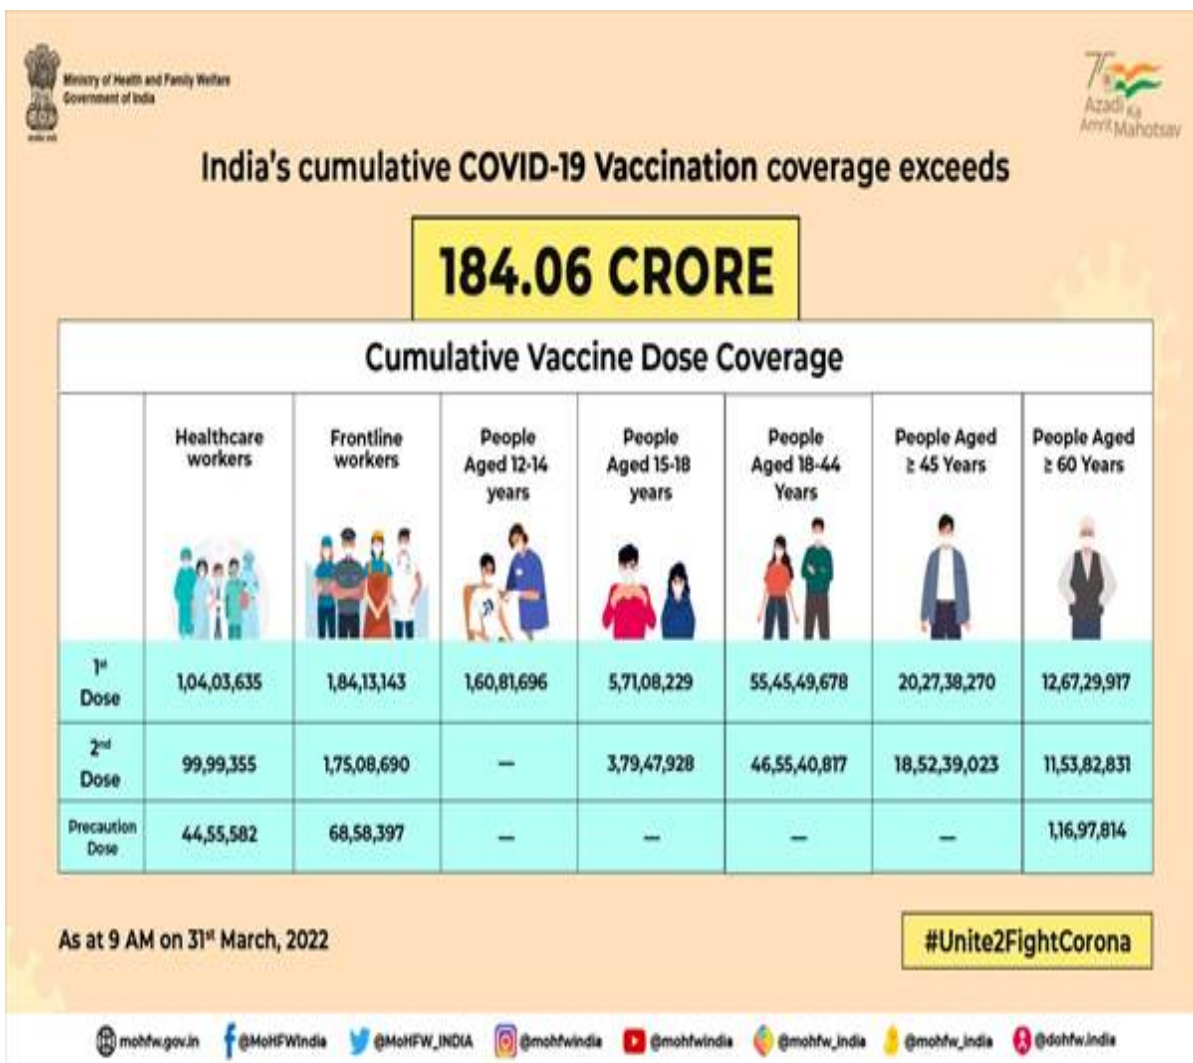 Ministry of Health and Family Welfare
Government of India
75
Azadi Ka
Amrit Mahotsav
India's cumulative COVID-19 Vaccination coverage exceeds
184.06 CRORE
Cumulative Vaccine Dose Coverage
Healthcare workers Frontline workers People Aged 12-14 years People Aged 15-18 years People Aged 18-44 Years People Aged ≥ 45 Years People Aged ≥ 60 Years
1st Dose 1,04,03,635 1,84,13,143 1,60,81,696 5,71,08,229 55,45,49,678 20,27,38,270 12,67,29,917
2nd Dose 99,99,355 1,75,08,690 — 3,79,47,928 46,55,40,817 18,52,39,023 11,53,82,831
Precaution Dose 44,55,582 68,58,397 — — — — 1,16,97,814
As at 9 AM on 31st March, 2022
#Unite2FightCorona
mohfw.gov.in @MoHFWIndia @MoHFW_INDIA @mohfwindia @mohfwindia @mohfw_india @mohfw_india @dohfw.india